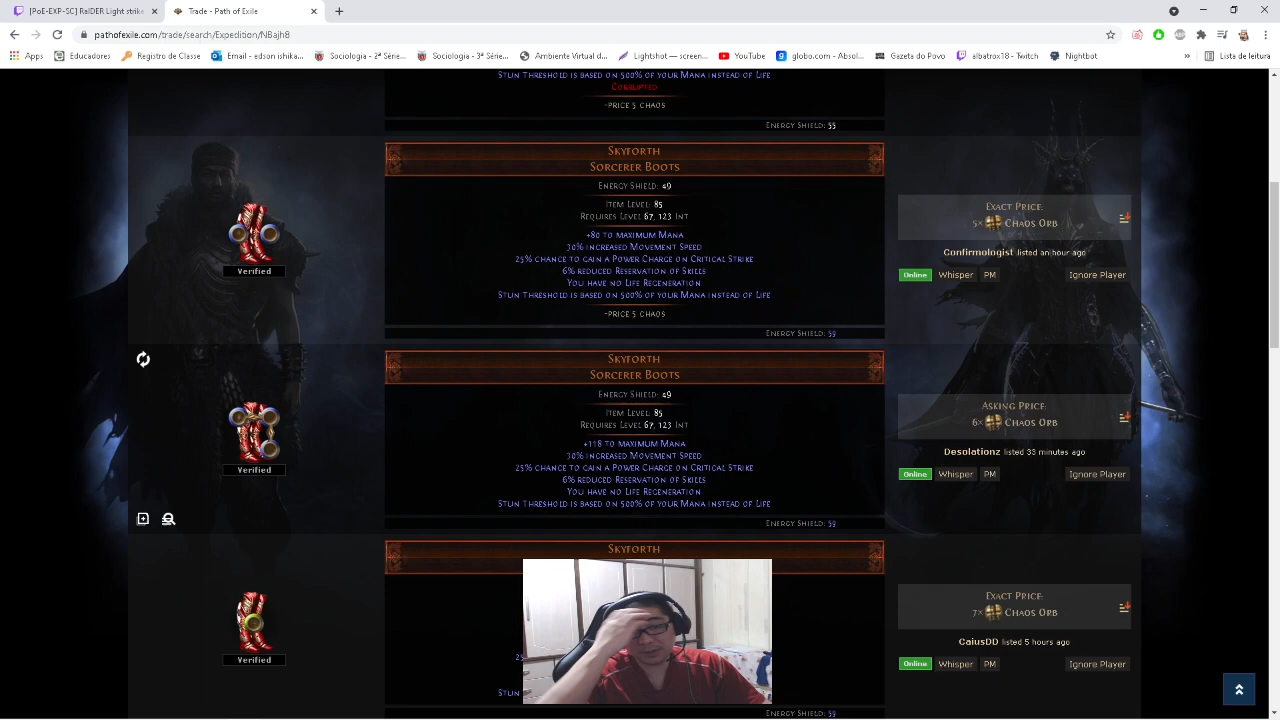 [PoE-EXP-SC] RAIDER Light strike
Trade - Path of Exile
pathofexile.com/trade/search/Expedition/NBajh8
Apps
Educadores
Registro de Classe
Email - edson ishika...
Sociologia - 2ª Série...
Sociologia - 3ª Série...
Ambiente Virtual d...
Lightshot — screen...
YouTube
globo.com - Absol...
Gazeta do Povo
albatrox18 - Twitch
Nightbot
»
Lista de leitura
Stun Threshold is based on 500% of your Mana instead of Life
Corrupted
~price 5 chaos
Energy Shield: 55
Skyforth
Sorcerer Boots
Energy Shield: 49
Item Level: 85
Requires Level 67, 123 Int
+80 to maximum Mana
30% increased Movement Speed
25% chance to gain a Power Charge on Critical Strike
6% reduced Reservation of Skills
You have no Life Regeneration
Stun Threshold is based on 500% of your Mana instead of Life
~price 5 chaos
Energy Shield: 59
Verified
Exact Price:
5× Chaos Orb
Confirmologist listed an hour ago
Online Whisper PM Ignore Player
Skyforth
Sorcerer Boots
Energy Shield: 49
Item Level: 85
Requires Level 67, 123 Int
+118 to maximum Mana
30% increased Movement Speed
25% chance to gain a Power Charge on Critical Strike
6% reduced Reservation of Skills
You have no Life Regeneration
Stun Threshold is based on 500% of your Mana instead of Life
Energy Shield: 59
Verified
Asking Price:
6× Chaos Orb
Desolationz listed 33 minutes ago
Online Whisper PM Ignore Player
Skyforth
25
Stun
Energy Shield: 59
Verified
Exact Price:
7× Chaos Orb
CaiusDD listed 5 hours ago
Online Whisper PM Ignore Player